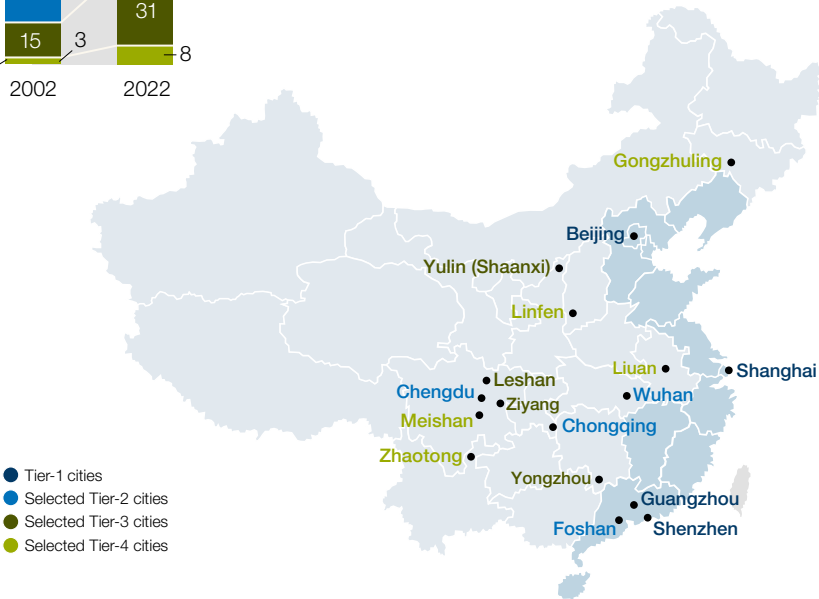 31
15
3
8
2002
2022
Gongzhuling
Beijing
Yulin (Shaanxi)
Linfen
Liuan
Shanghai
Leshan
Chengdu
Ziyang
Wuhan
Meishan
Chongqing
Zhaotong
Yongzhou
Guangzhou
Foshan
Shenzhen
Tier-1 cities
Selected Tier-2 cities
Selected Tier-3 cities
Selected Tier-4 cities